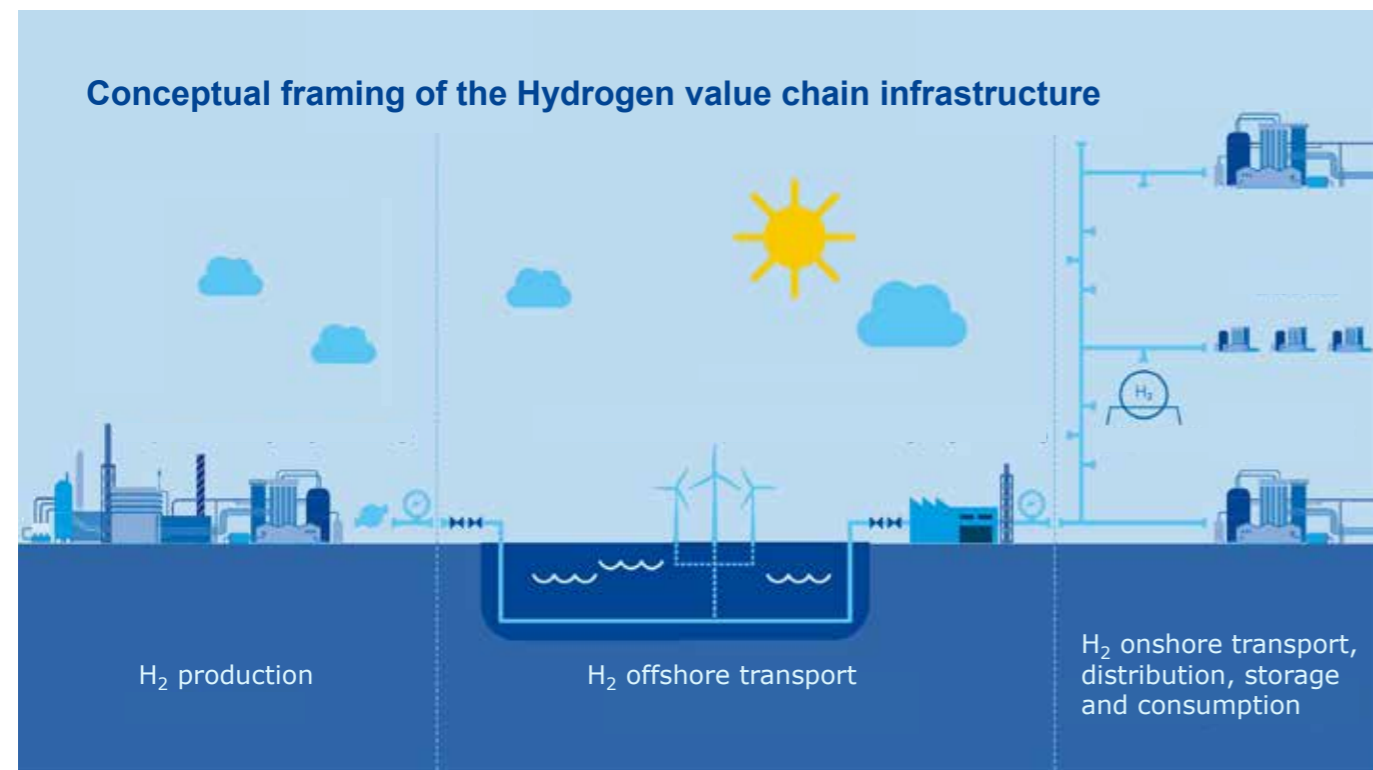 Conceptual framing of the Hydrogen value chain infrastructure
H₂
H₂ production
H₂ offshore transport
H₂ onshore transport,
distribution, storage
and consumption